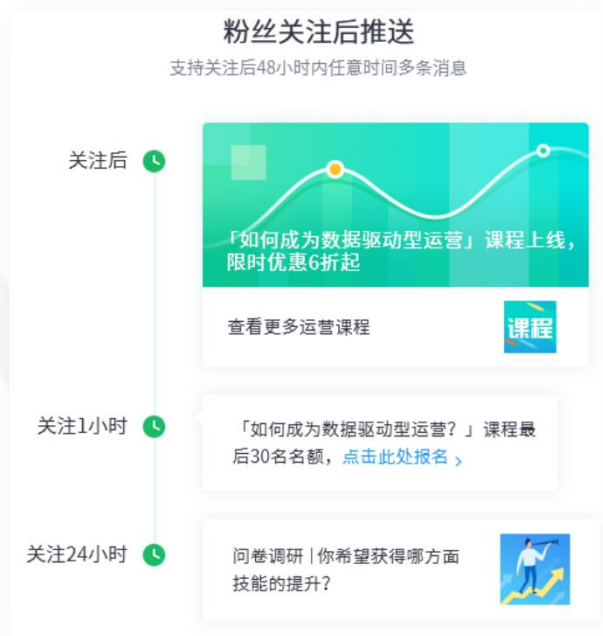 粉丝关注后推送
支持关注后48小时内任意时间多条消息
关注后
「如何成为数据驱动型运营」课程上线，
限时优惠6折起
查看更多运营课程
课程
关注1小时
「如何成为数据驱动型运营？」课程最
后30名名额，点击此处报名 >
关注24小时
问卷调研 | 你希望获得哪方面
技能的提升？